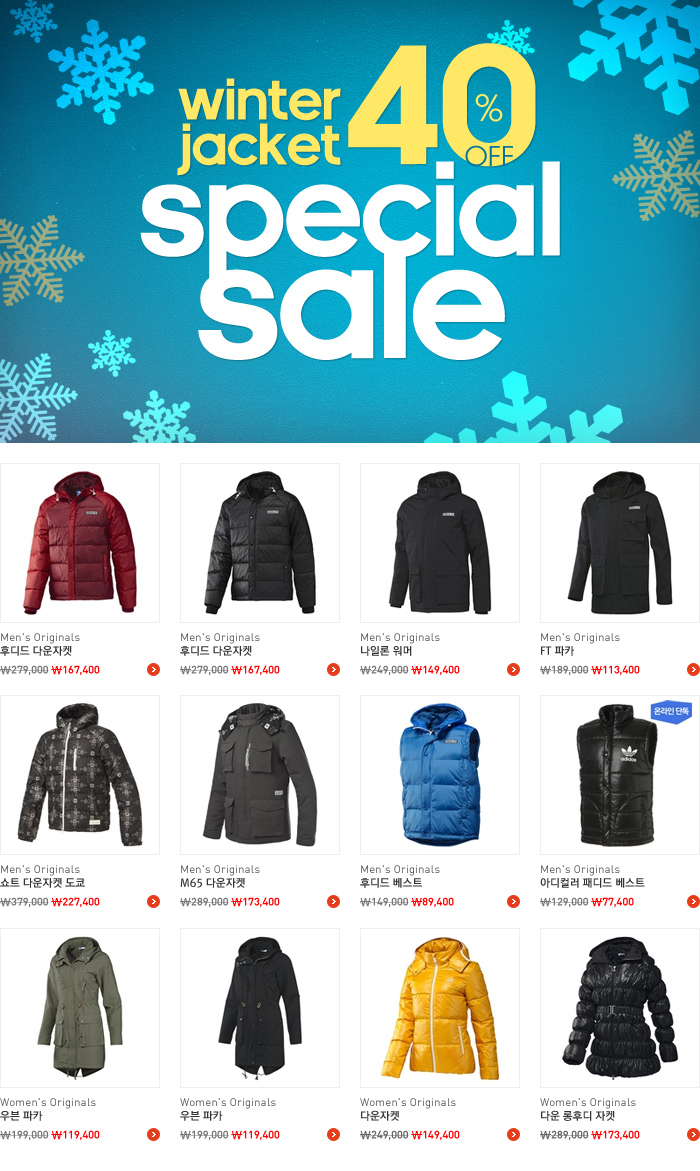 winter
jacket
40
%
OFF
special
sale
Men's Originals
후디드 다운자켓
₩279,000 ₩167,400
Men's Originals
후디드 다운자켓
₩279,000 ₩167,400
Men's Originals
나일론 워머
₩249,000 ₩149,400
Men's Originals
FT 파카
₩189,000 ₩113,400
온라인 단독
adidas
Men's Originals
쇼트 다운자켓 도쿄
₩379,000 ₩227,400
Men's Originals
M65 다운자켓
₩289,000 ₩173,400
Men's Originals
후디드 베스트
₩149,000 ₩89,400
Men's Originals
아디컬러 패디드 베스트
₩129,000 ₩77,400
Women's Originals
우븐 파카
₩199,000 ₩119,400
Women's Originals
우븐 파카
₩199,000 ₩119,400
Women's Originals
다운자켓
₩249,000 ₩149,400
Women's Originals
다운 롱후디 자켓
₩289,000 ₩173,400